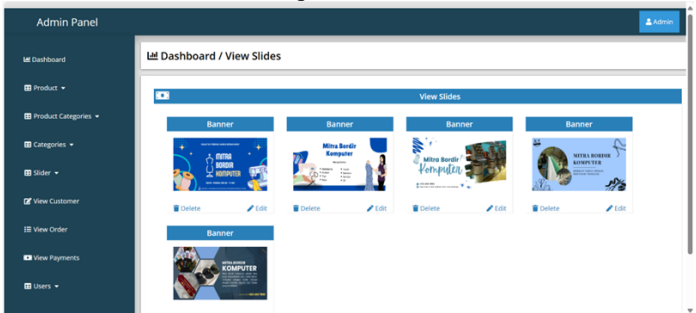 Admin Panel
Admin
Dashboard
Dashboard / View Slides
Product
Product Categories
Categories
Slider
View Customer
View Order
View Payments
Users
View Slides
Banner
MITRA
BORDIR
KOMPUTER
Delete
Edit
Banner
Mitra Bordir
Komputer
Delete
Edit
Banner
Mitra Bordir
Komputer
Delete
Edit
Banner
MITRA BORDIR
KOMPUTER
Delete
Edit
Banner
MITRA BORDIR
KOMPUTER